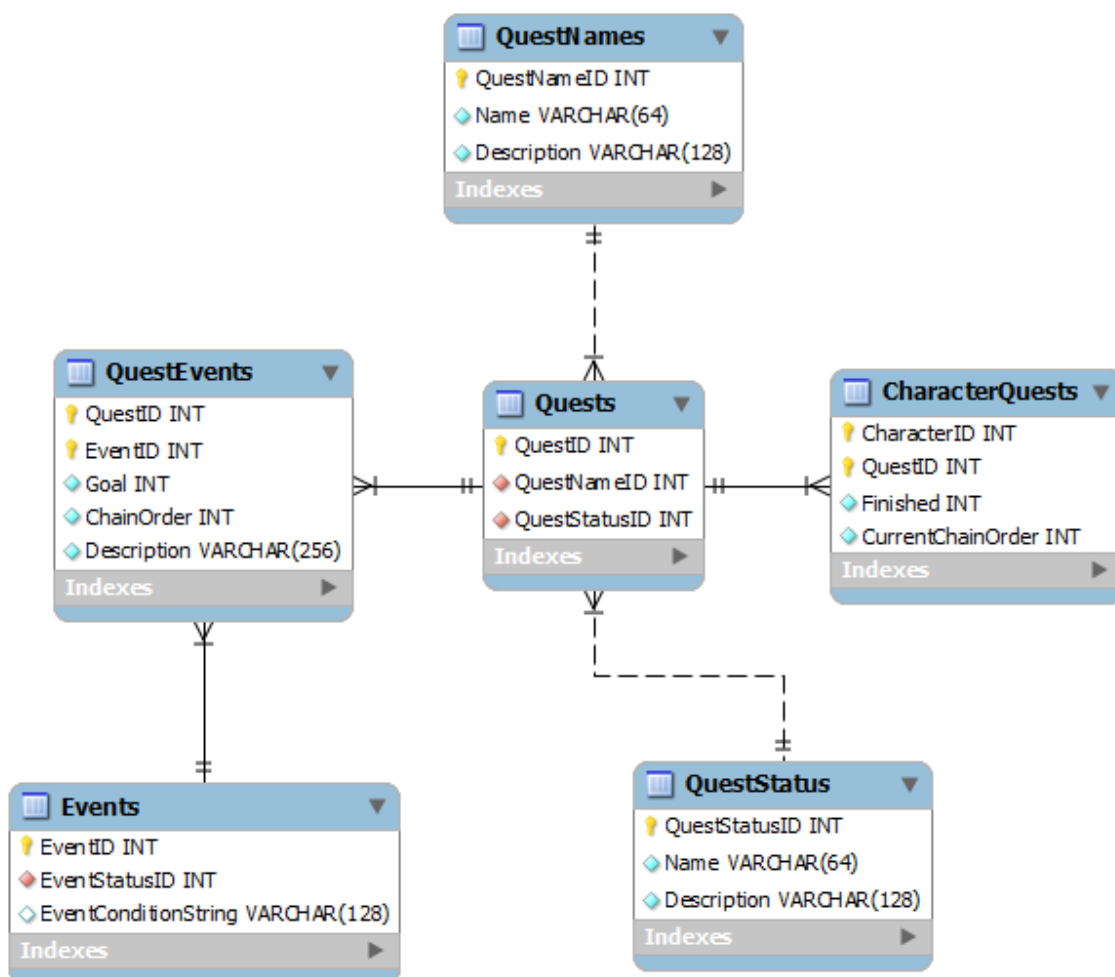 QuestNames
QuestNameID INT
Name VARCHAR(64)
Description VARCHAR(128)
Indexes
QuestEvents
QuestID INT
EventID INT
Goal INT
ChainOrder INT
Description VARCHAR(256)
Indexes
Quests
QuestID INT
QuestNameID INT
QuestStatusID INT
Indexes
CharacterQuests
CharacterID INT
QuestID INT
Finished INT
CurrentChainOrder INT
Indexes
Events
EventID INT
EventStatusID INT
EventConditionString VARCHAR(128)
Indexes
QuestStatus
QuestStatusID INT
Name VARCHAR(64)
Description VARCHAR(128)
Indexes